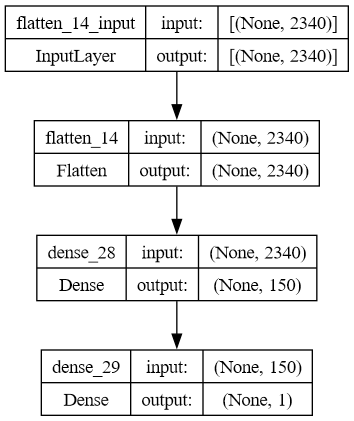 flatten_14_input input: [(None, 2340)]
InputLayer output: [(None, 2340)]
flatten_14 input: (None, 2340)
Flatten output: (None, 2340)
dense_28 input: (None, 2340)
Dense output: (None, 150)
dense_29 input: (None, 150)
Dense output: (None, 1)